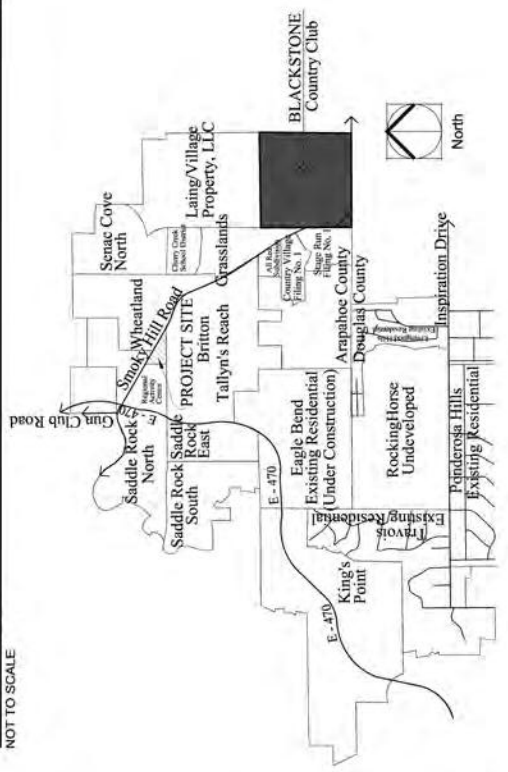 NOT TO SCALE
Gun Club Road
E - 470
Saddle Rock
North
Saddle Rock
South
Saddle
Rock
East
Regional
Activity
Center
Smoky Hill Road
Wheatland
PROJECT SITE
Britton
Tallyn's Reach
Senac Cove
North
Cherry Creek
School District
Laing/Village
Property, LLC
Grasslands
BLACKSTONE
Country Club
Country Village
Filing No. 1
Stage Run
Filing No. 1
Arapahoe County
Douglas County
E - 470
Eagle Bend
Existing Residential
(Under Construction)
E - 470
King's
Point
Travois
Existing/Residential
RockingHorse
Undeveloped
Existing Residential
Inspiration Drive
Ponderosa Hills
Existing Residential
North